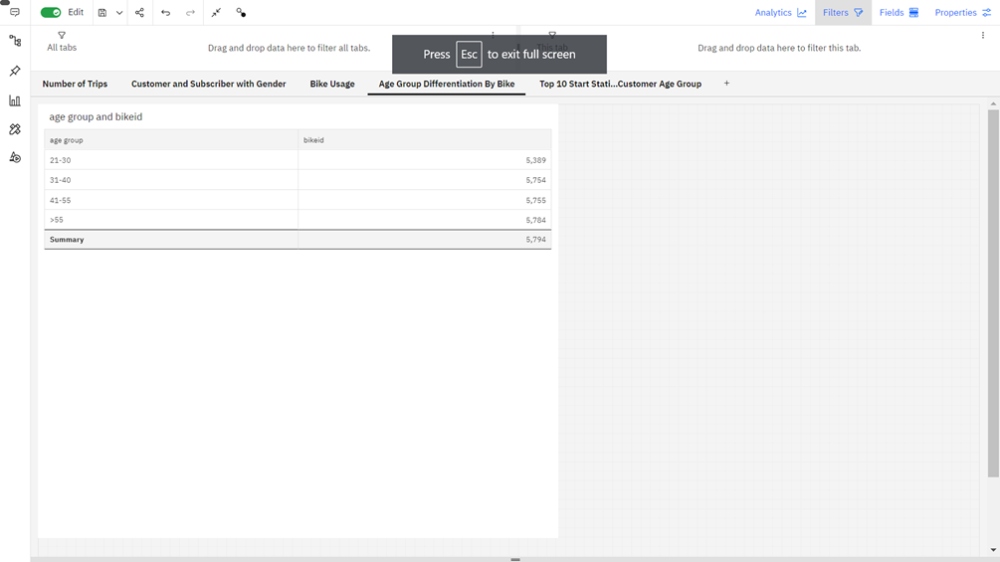 Edit
Analytics
Filters
Fields
Properties
All tabs
Drag and drop data here to filter all tabs.
Press Esc to exit full screen
This tab
Drag and drop data here to filter this tab.
Number of Trips
Customer and Subscriber with Gender
Bike Usage
Age Group Differentiation By Bike
Top 10 Start Stati...Customer Age Group
+
age group and bikeid
age group bikeid
21-30 5,389
31-40 5,754
41-55 5,755
>55 5,784
Summary 5,794